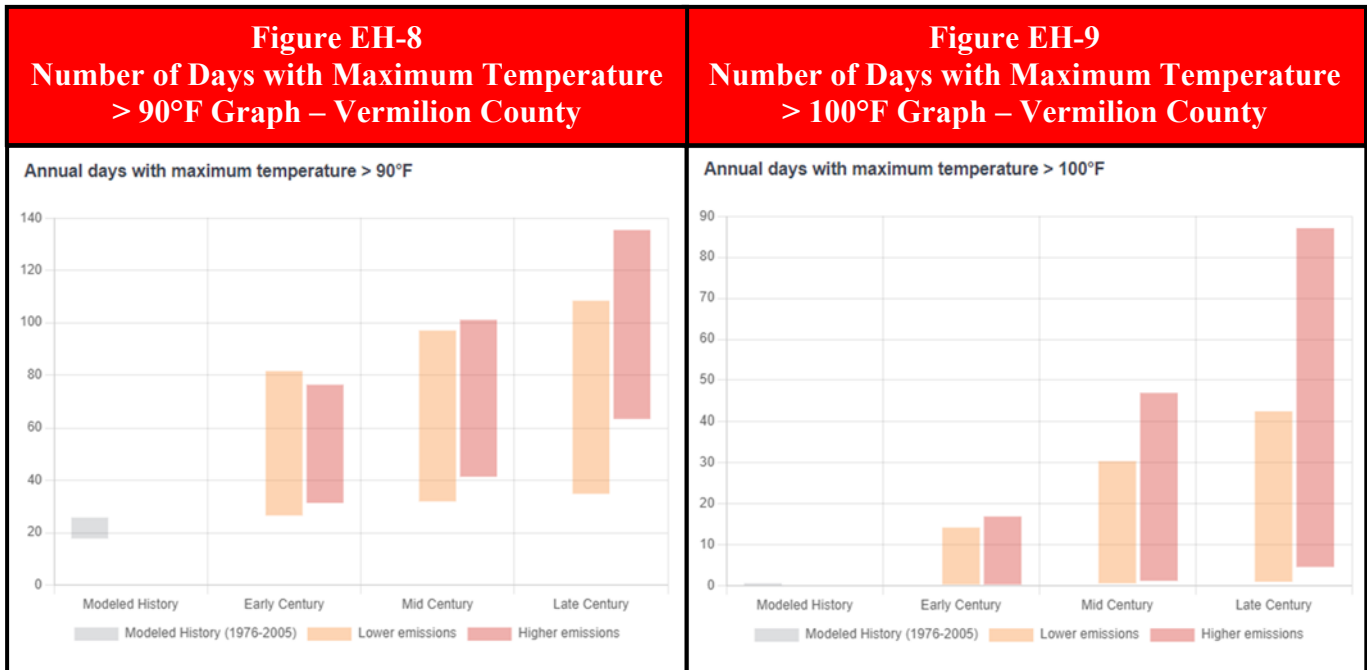 Figure EH-8
Number of Days with Maximum Temperature
> 90°F Graph – Vermilion County
Figure EH-9
Number of Days with Maximum Temperature
> 100°F Graph – Vermilion County
Annual days with maximum temperature > 90°F
140
120
100
80
60
40
20
0
Modeled History Early Century Mid Century Late Century
Modeled History (1976-2005) Lower emissions Higher emissions
Annual days with maximum temperature > 100°F
90
80
70
60
50
40
30
20
10
0
Modeled History Early Century Mid Century Late Century
Modeled History (1976-2005) Lower emissions Higher emissions